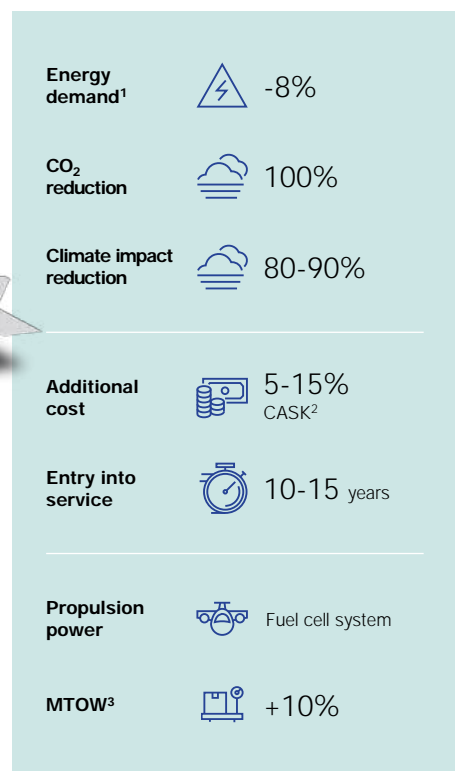 Energy
demand¹
-8%
CO₂
reduction
100%
Climate impact
reduction
80-90%
Additional
cost
5-15%
CASK²
Entry into
service
10-15 years
Propulsion
power
Fuel cell system
MTOW³
+10%